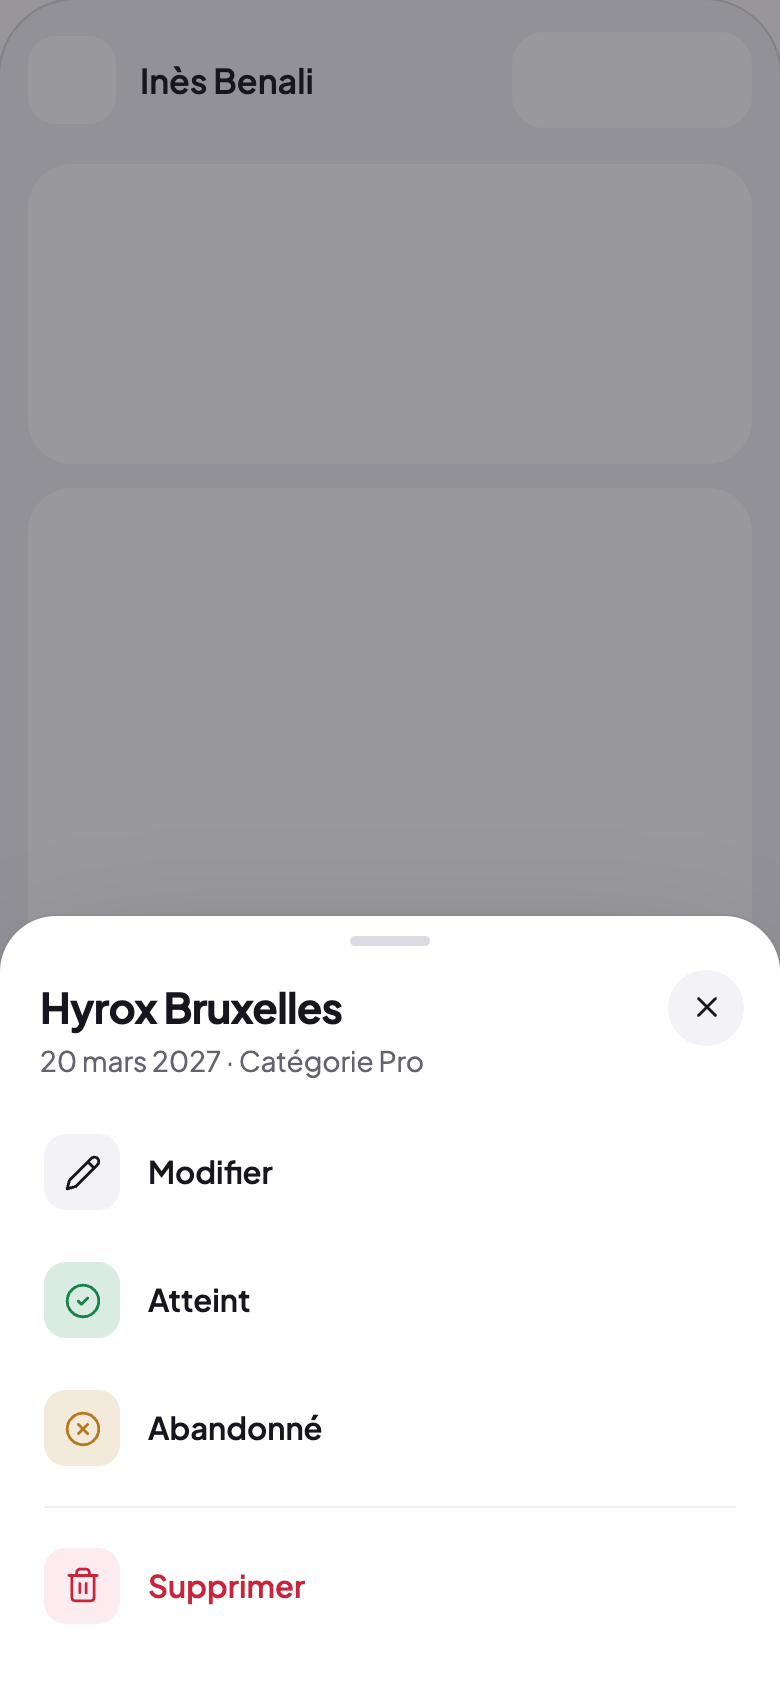 Inès Benali
Hyrox Bruxelles
20 mars 2027 · Catégorie Pro
Modifier
Atteint
Abandonné
Supprimer